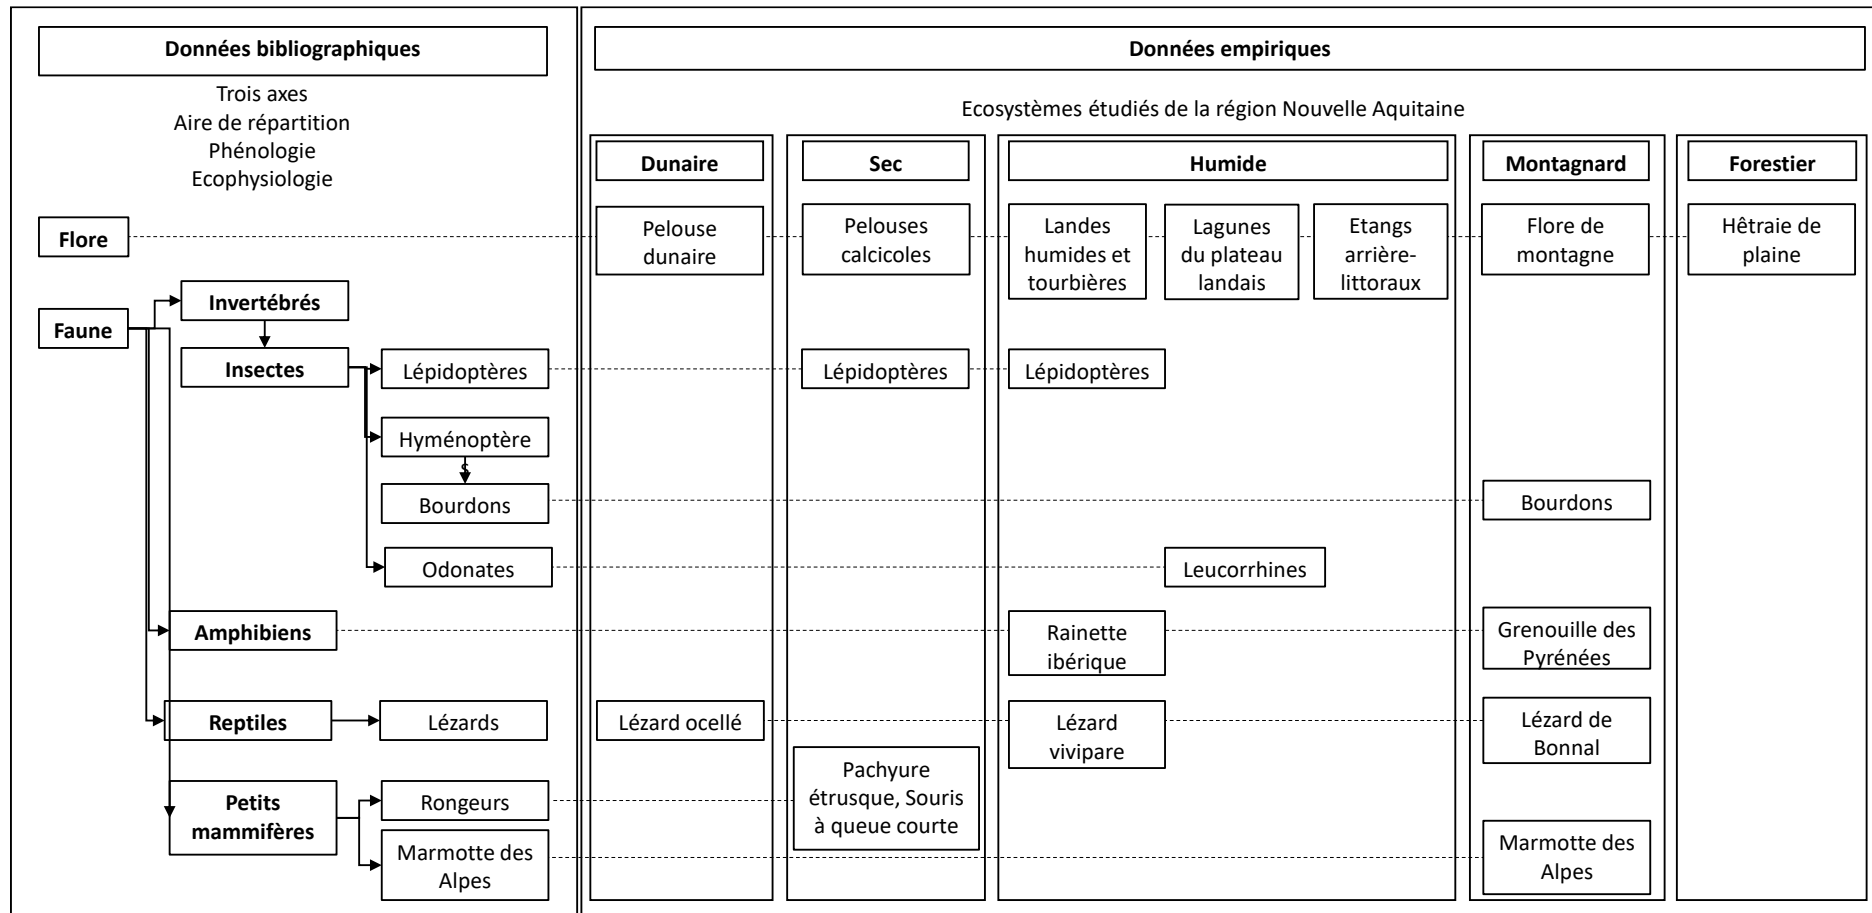 Données bibliographiques
Trois axes
Aire de répartition
Phénologie
Ecophysiologie
Données empiriques
Ecosystèmes étudiés de la région Nouvelle Aquitaine
Dunaire
Sec
Humide
Montagnard
Forestier
Flore
Pelouse
dunaire
Pelouses
calcicoles
Landes
humides et
tourbières
Lagunes
du plateau
landais
Etangs
arrière-
littoraux
Flore de
montagne
Hêtraie de
plaine
Faune
Invertébrés
Insectes
Lépidoptères
Lépidoptères
Lépidoptères
Hyménoptère
s
Bourdons
Bourdons
Odonates
Leucorrhines
Amphibiens
Rainette
ibérique
Grenouille des
Pyrénées
Reptiles
Lézards
Lézard ocellé
Lézard
vivipare
Lézard de
Bonnal
Petits
mammifères
Rongeurs
Pachyure
étrusque, Souris
à queue courte
Marmotte des
Alpes
Marmotte des
Alpes